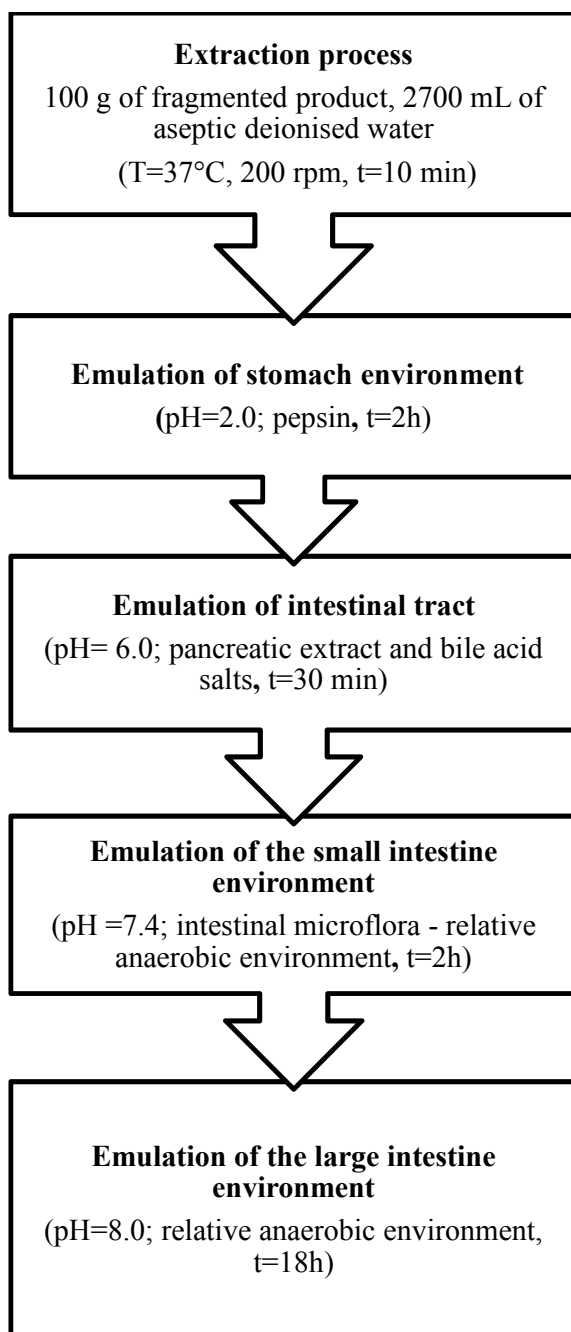 Extraction process
100 g of fragmented product, 2700 mL of
aseptic deionised water
(T=37°C, 200 rpm, t=10 min)
Emulation of stomach environment
(pH=2.0; pepsin, t=2h)
Emulation of intestinal tract
(pH= 6.0; pancreatic extract and bile acid
salts, t=30 min)
Emulation of the small intestine
environment
(pH =7.4; intestinal microflora - relative
anaerobic environment, t=2h)
Emulation of the large intestine
environment
(pH=8.0; relative anaerobic environment,
t=18h)